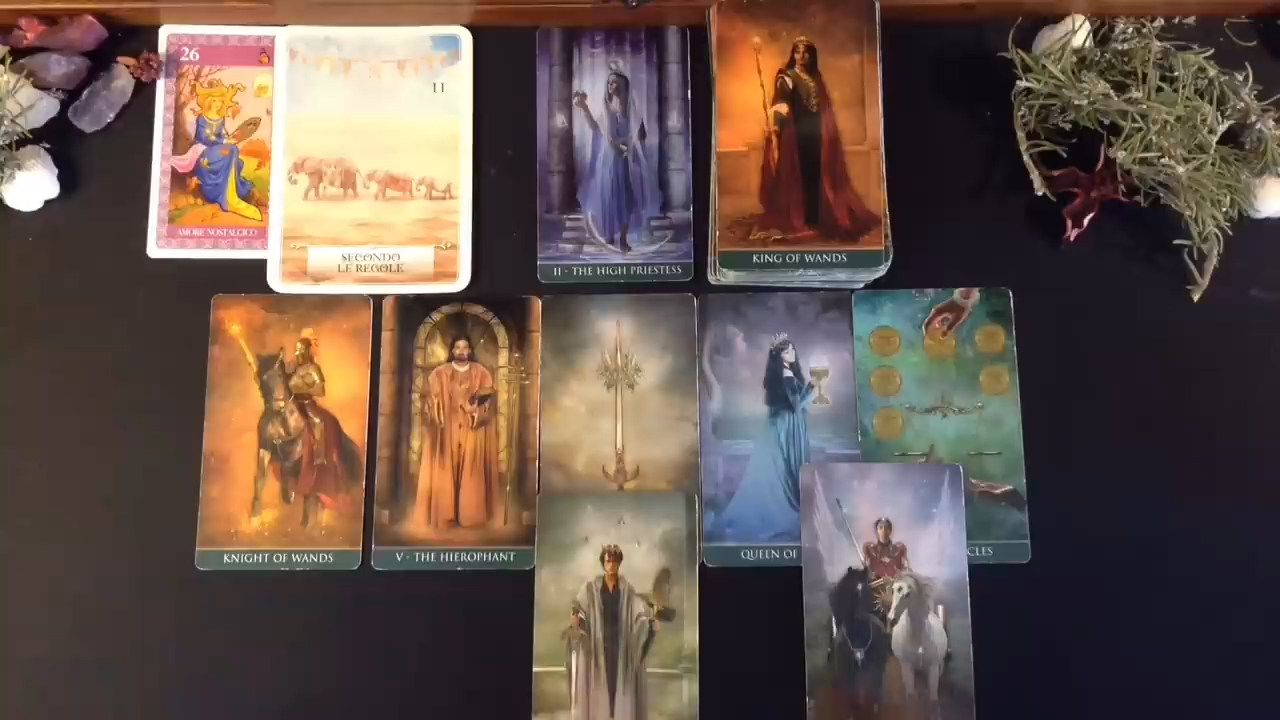 26
AMORE NOSTALGICO
11
SECONDO
LE REGOLE
II - THE HIGH PRIESTESS
KING OF WANDS
KNIGHT OF WANDS
V - THE HIEROPHANT
QUEEN OF
CLES